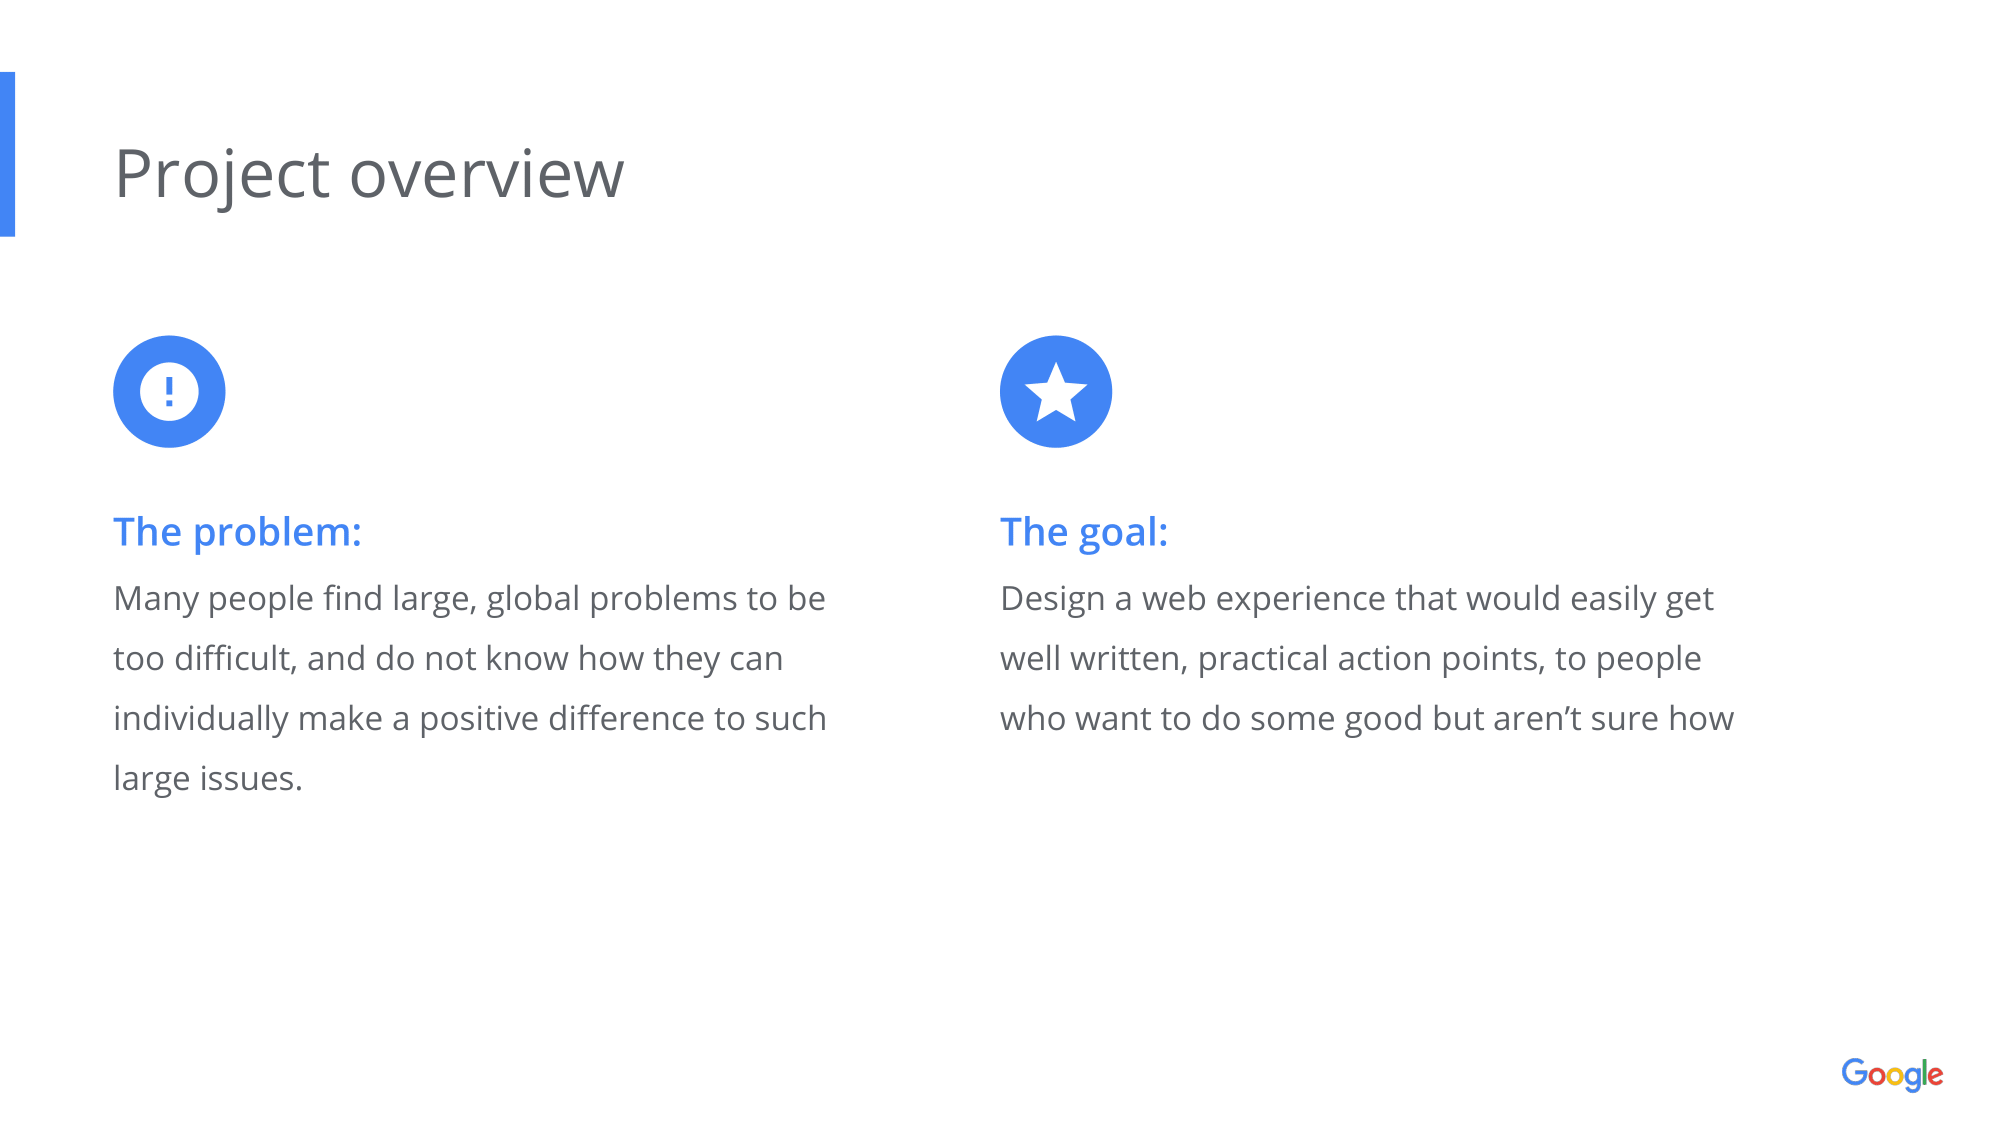 Project overview
The problem:
Many people find large, global problems to be
too difficult, and do not know how they can
individually make a positive difference to such
large issues.
The goal:
Design a web experience that would easily get
well written, practical action points, to people
who want to do some good but aren’t sure how
Google